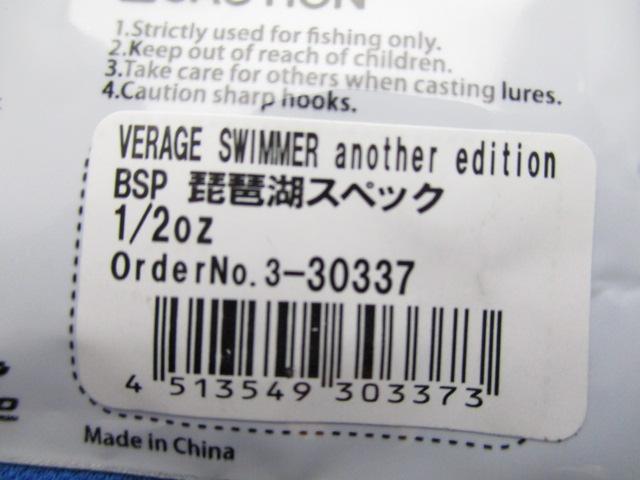 CAUTION
1.Strictly used for fishing only.
2.Keep out of reach of children.
3.Take care for others when casting lures.
4.Caution sharp hooks.
VERAGE SWIMMER another edition
BSP 琵琶湖スペック
1/2oz
OrderNo.3-30337
4 513549 303373
Made in China